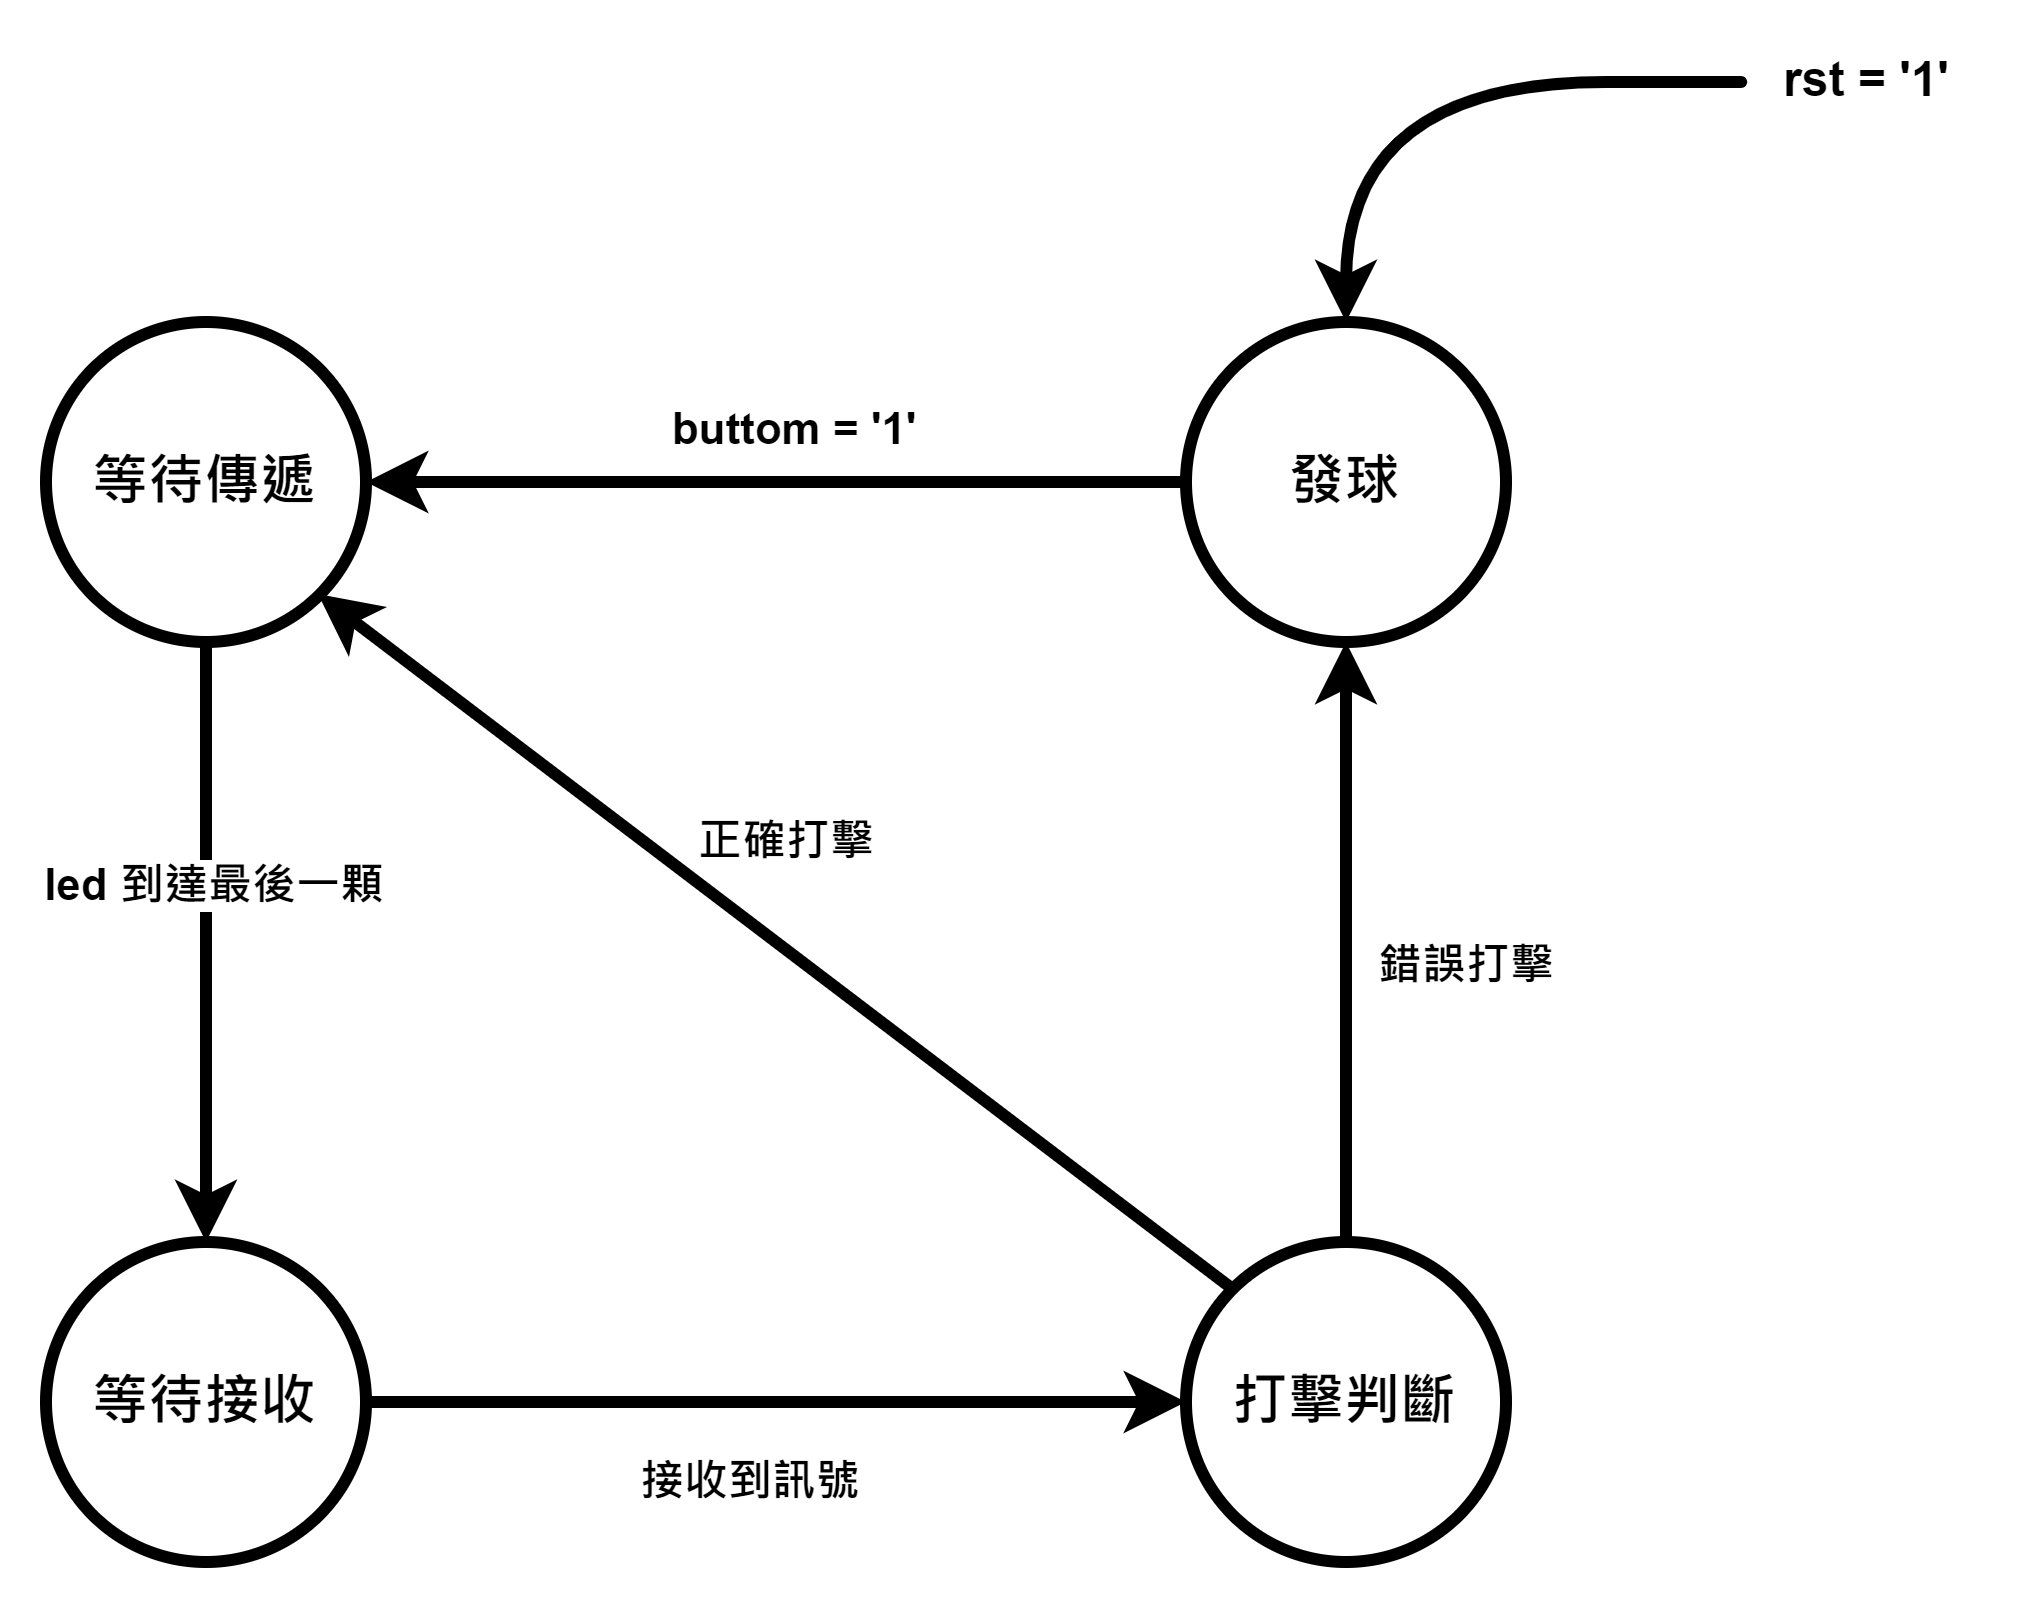 rst = '1'
buttom = '1'
等待傳遞
發球
正確打擊
led 到達最後一顆
錯誤打擊
等待接收
打擊判斷
接收到訊號